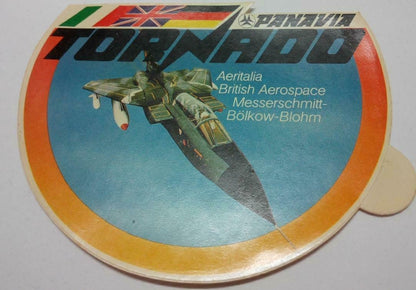 PANAVIA
TORNADO
Aeritalia
British Aerospace
Messerschmitt-
Bölkow-Blohm